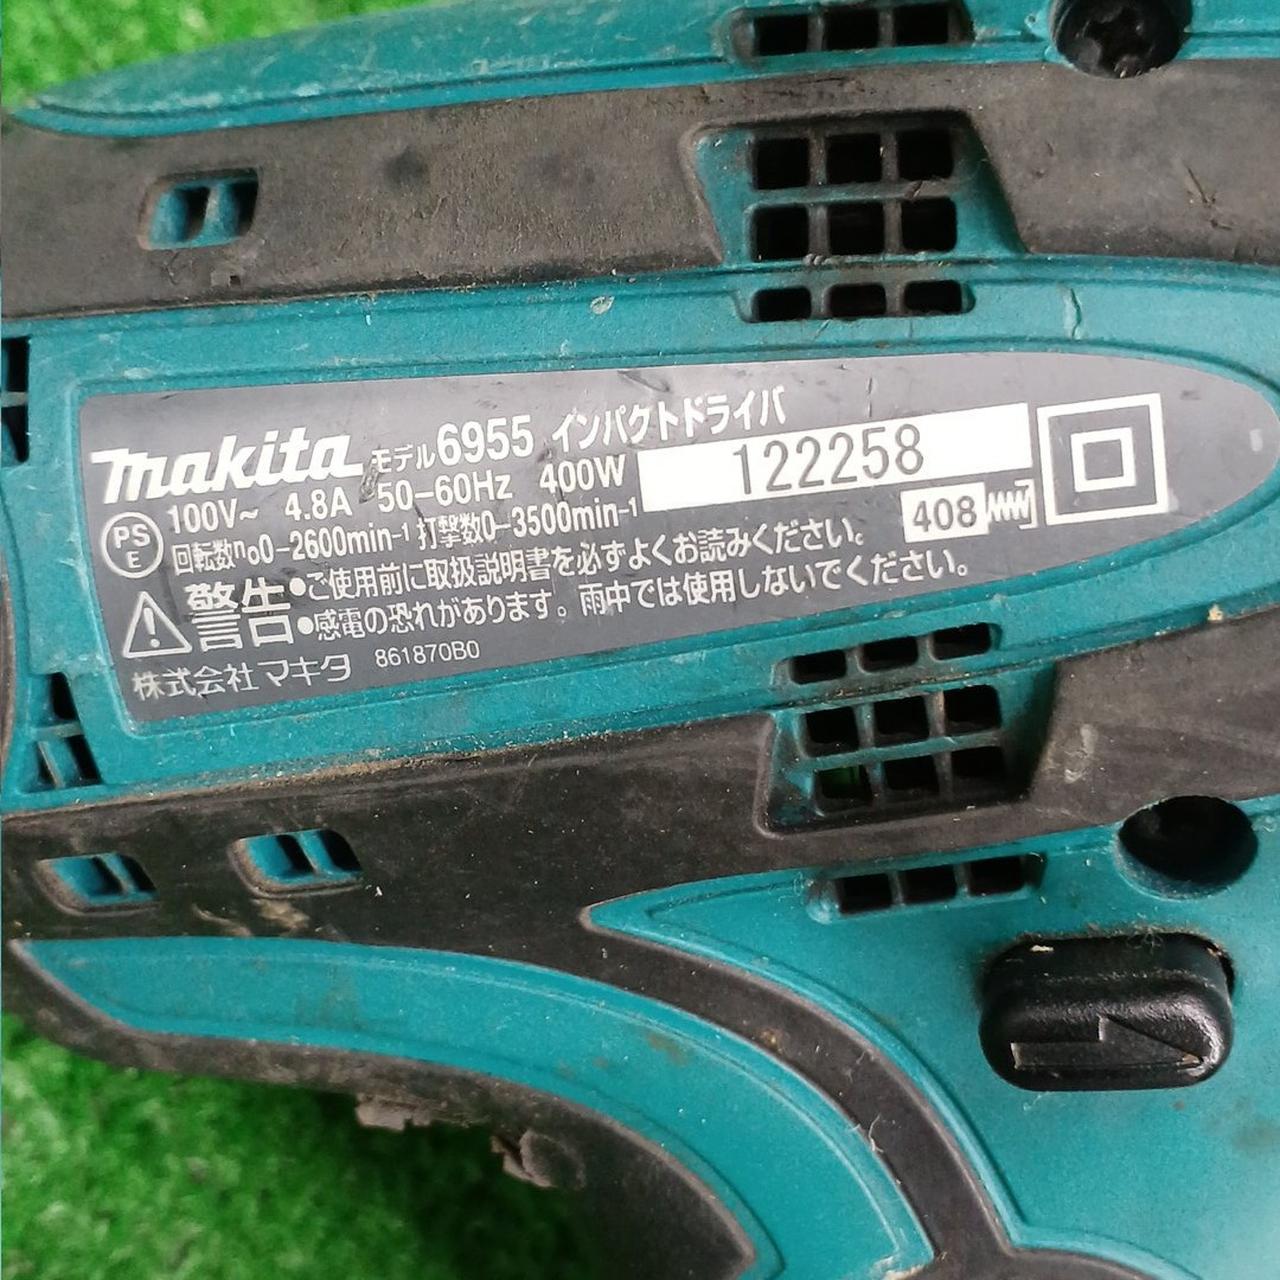 makita モデル6955 インパクトドライバ
100V~ 4.8A 50-60Hz 400W 122258
PS E 回転数n₀0-2600min⁻¹ 打撃数0-3500min⁻¹ 408
警告 •ご使用前に取扱説明書を必ずよくお読みください。
•感電の恐れがあります。雨中では使用しないでください。
株式会社マキタ 861870B0